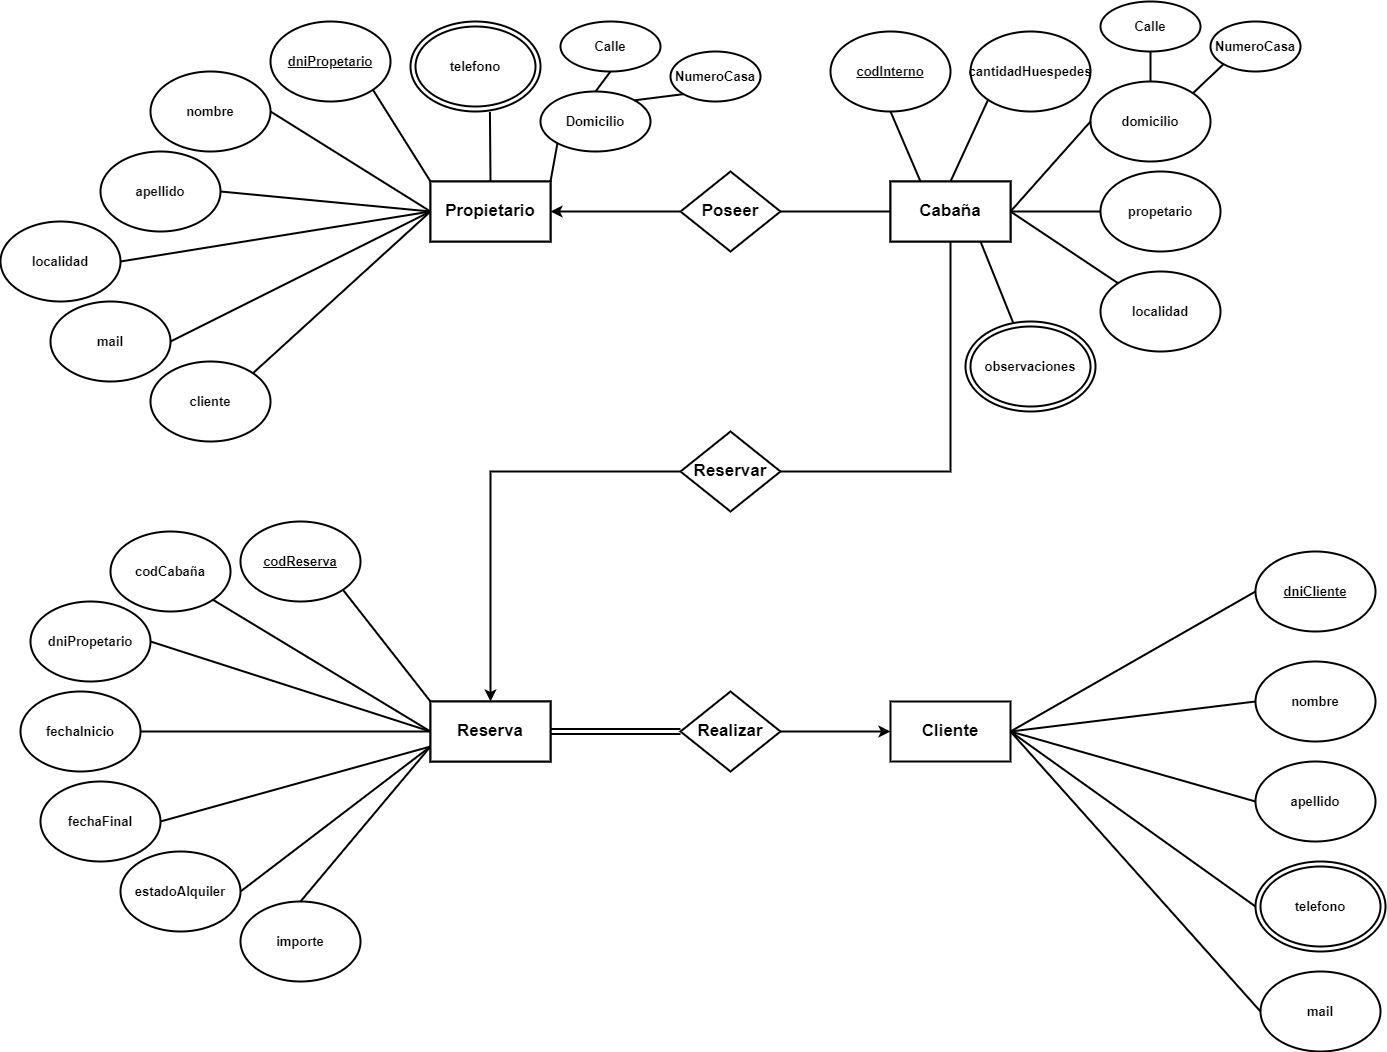 dniPropetario
telefono
Calle
NumeroCasa
Domicilio
nombre
apellido
localidad
mail
cliente
Propietario
Poseer
Cabaña
codInterno
cantidadHuespedes
Calle
NumeroCasa
domicilio
propetario
localidad
observaciones
Reservar
codReserva
codCabaña
dniPropetario
fechaInicio
fechaFinal
estadoAlquiler
importe
Reserva
Realizar
Cliente
dniCliente
nombre
apellido
telefono
mail